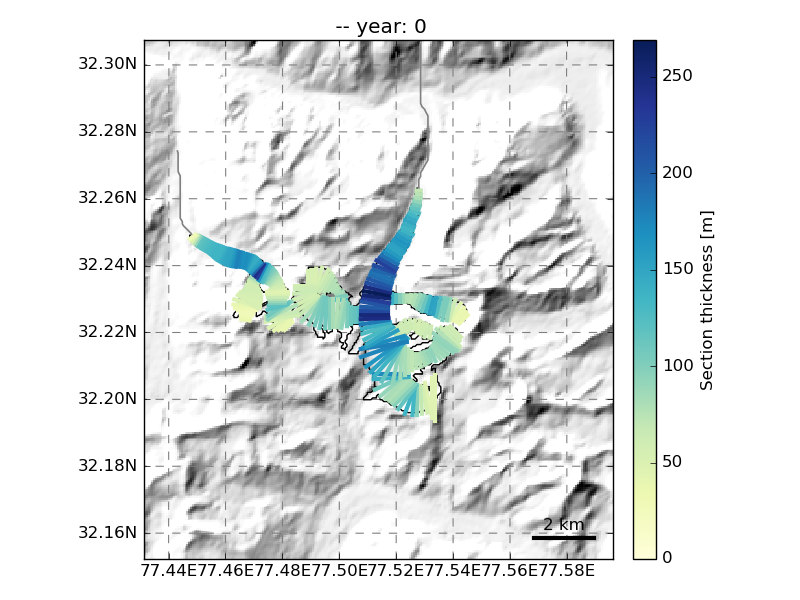 -- year: 0
32.30N
32.28N
32.26N
32.24N
32.22N
32.20N
32.18N
32.16N
77.44E77.46E77.48E77.50E77.52E77.54E77.56E77.58E
2 km
250
200
150
100
50
0
Section thickness [m]